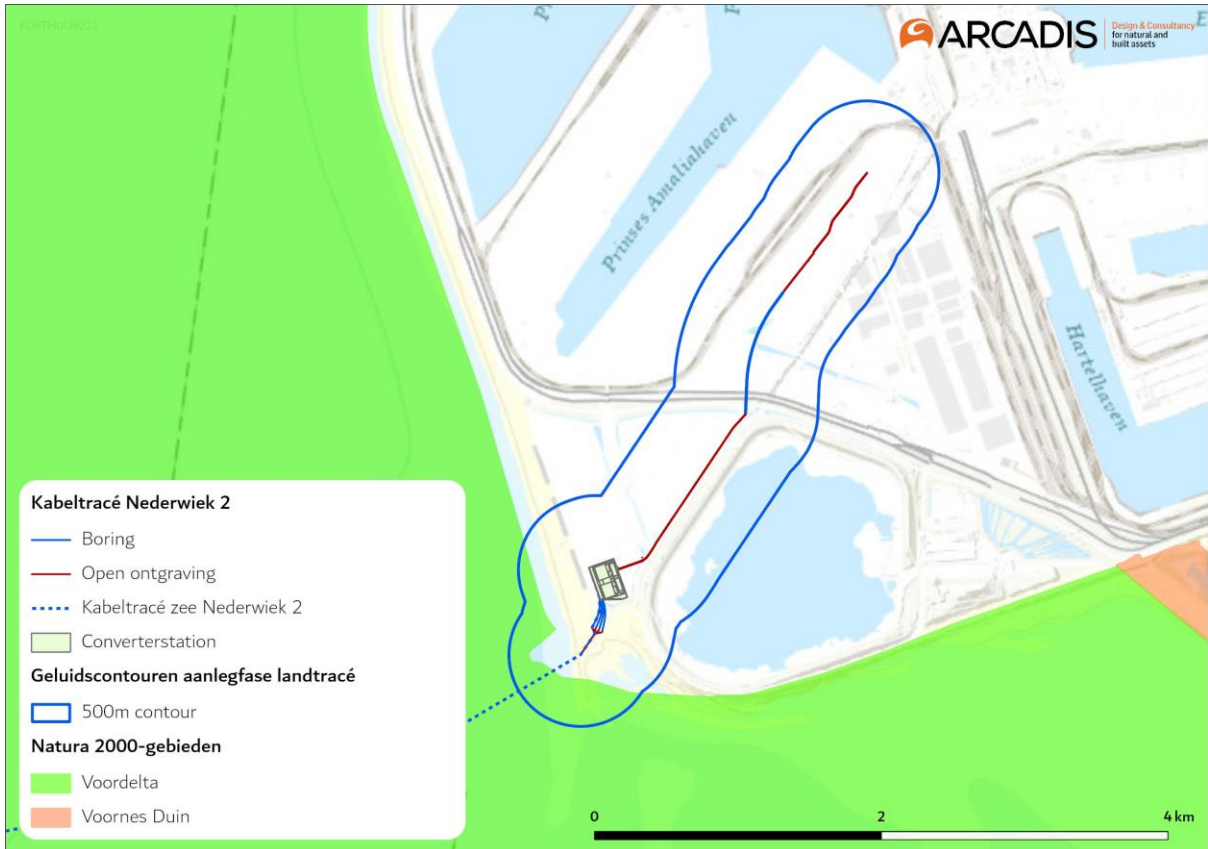 KORTHUIJ6221
ARCADIS
Design & Consultancy
for natural and
built assets
Prinses Amaliahaven
Hartelhaven
Kabeltracé Nederwiek 2
Boring
Open ontgraving
Kabeltracé zee Nederwiek 2
Converterstation
Geluidscontouren aanlegfase landtracé
500m contour
Natura 2000-gebieden
Voordelta
Voornes Duin
0
2
4 km